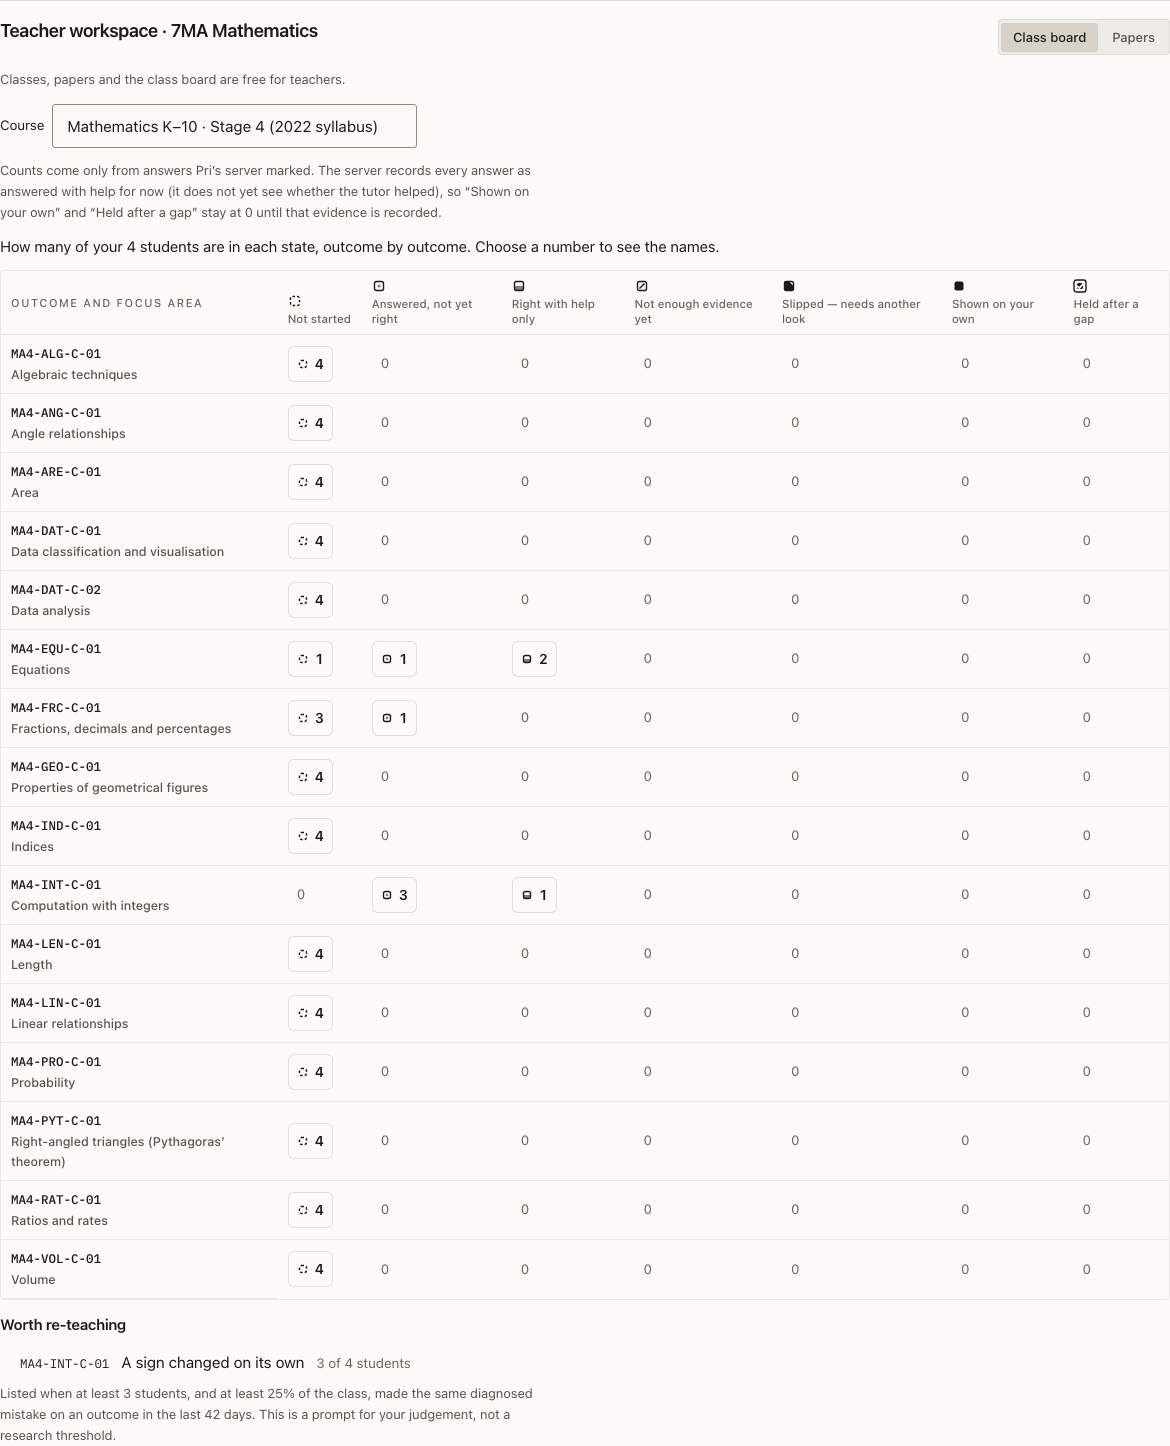 Teacher workspace · 7MA Mathematics
Class board
Papers
Classes, papers and the class board are free for teachers.
Course
Mathematics K–10 · Stage 4 (2022 syllabus)
Counts come only from answers Pri’s server marked. The server records every answer as
answered with help for now (it does not yet see whether the tutor helped), so “Shown on
your own” and “Held after a gap” stay at 0 until that evidence is recorded.
How many of your 4 students are in each state, outcome by outcome. Choose a number to see the names.
OUTCOME AND FOCUS AREA
Not started
Answered, not yet
right
Right with help
only
Not enough evidence
yet
Slipped — needs another
look
Shown on your
own
Held after a
gap
MA4-ALG-C-01
Algebraic techniques
4 0 0 0 0 0 0
MA4-ANG-C-01
Angle relationships
4 0 0 0 0 0 0
MA4-ARE-C-01
Area
4 0 0 0 0 0 0
MA4-DAT-C-01
Data classification and visualisation
4 0 0 0 0 0 0
MA4-DAT-C-02
Data analysis
4 0 0 0 0 0 0
MA4-EQU-C-01
Equations
1 1 2 0 0 0 0
MA4-FRC-C-01
Fractions, decimals and percentages
3 1 0 0 0 0 0
MA4-GEO-C-01
Properties of geometrical figures
4 0 0 0 0 0 0
MA4-IND-C-01
Indices
4 0 0 0 0 0 0
MA4-INT-C-01
Computation with integers
0 3 1 0 0 0 0
MA4-LEN-C-01
Length
4 0 0 0 0 0 0
MA4-LIN-C-01
Linear relationships
4 0 0 0 0 0 0
MA4-PRO-C-01
Probability
4 0 0 0 0 0 0
MA4-PYT-C-01
Right-angled triangles (Pythagoras’
theorem)
4 0 0 0 0 0 0
MA4-RAT-C-01
Ratios and rates
4 0 0 0 0 0 0
MA4-VOL-C-01
Volume
4 0 0 0 0 0 0
Worth re-teaching
MA4-INT-C-01 A sign changed on its own 3 of 4 students
Listed when at least 3 students, and at least 25% of the class, made the same diagnosed
mistake on an outcome in the last 42 days. This is a prompt for your judgement, not a
research threshold.